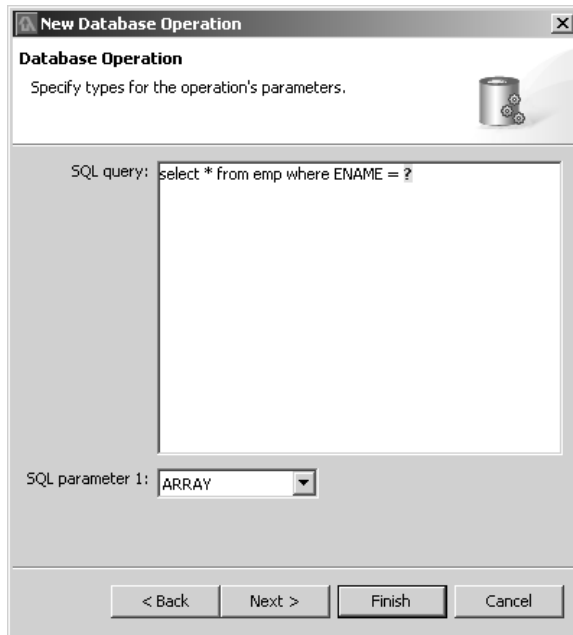 New Database Operation
Database Operation
Specify types for the operation's parameters.
SQL query: select * from emp where ENAME = ?
SQL parameter 1: ARRAY
< Back Next > Finish Cancel